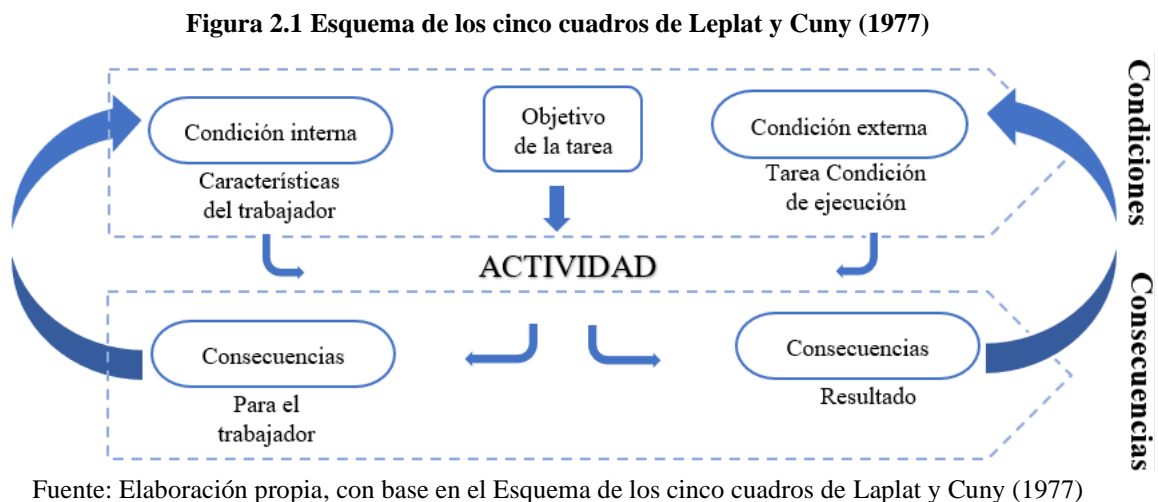 Figura 2.1 Esquema de los cinco cuadros de Leplat y Cuny (1977)
Condición interna
Características
del trabajador
Objetivo
de la tarea
Condición externa
Tarea Condición
de ejecución
Condiciones
ACTIVIDAD
Consecuencias
Para el
trabajador
Consecuencias
Resultado
Consecuencias
Fuente: Elaboración propia, con base en el Esquema de los cinco cuadros de Laplat y Cuny (1977)